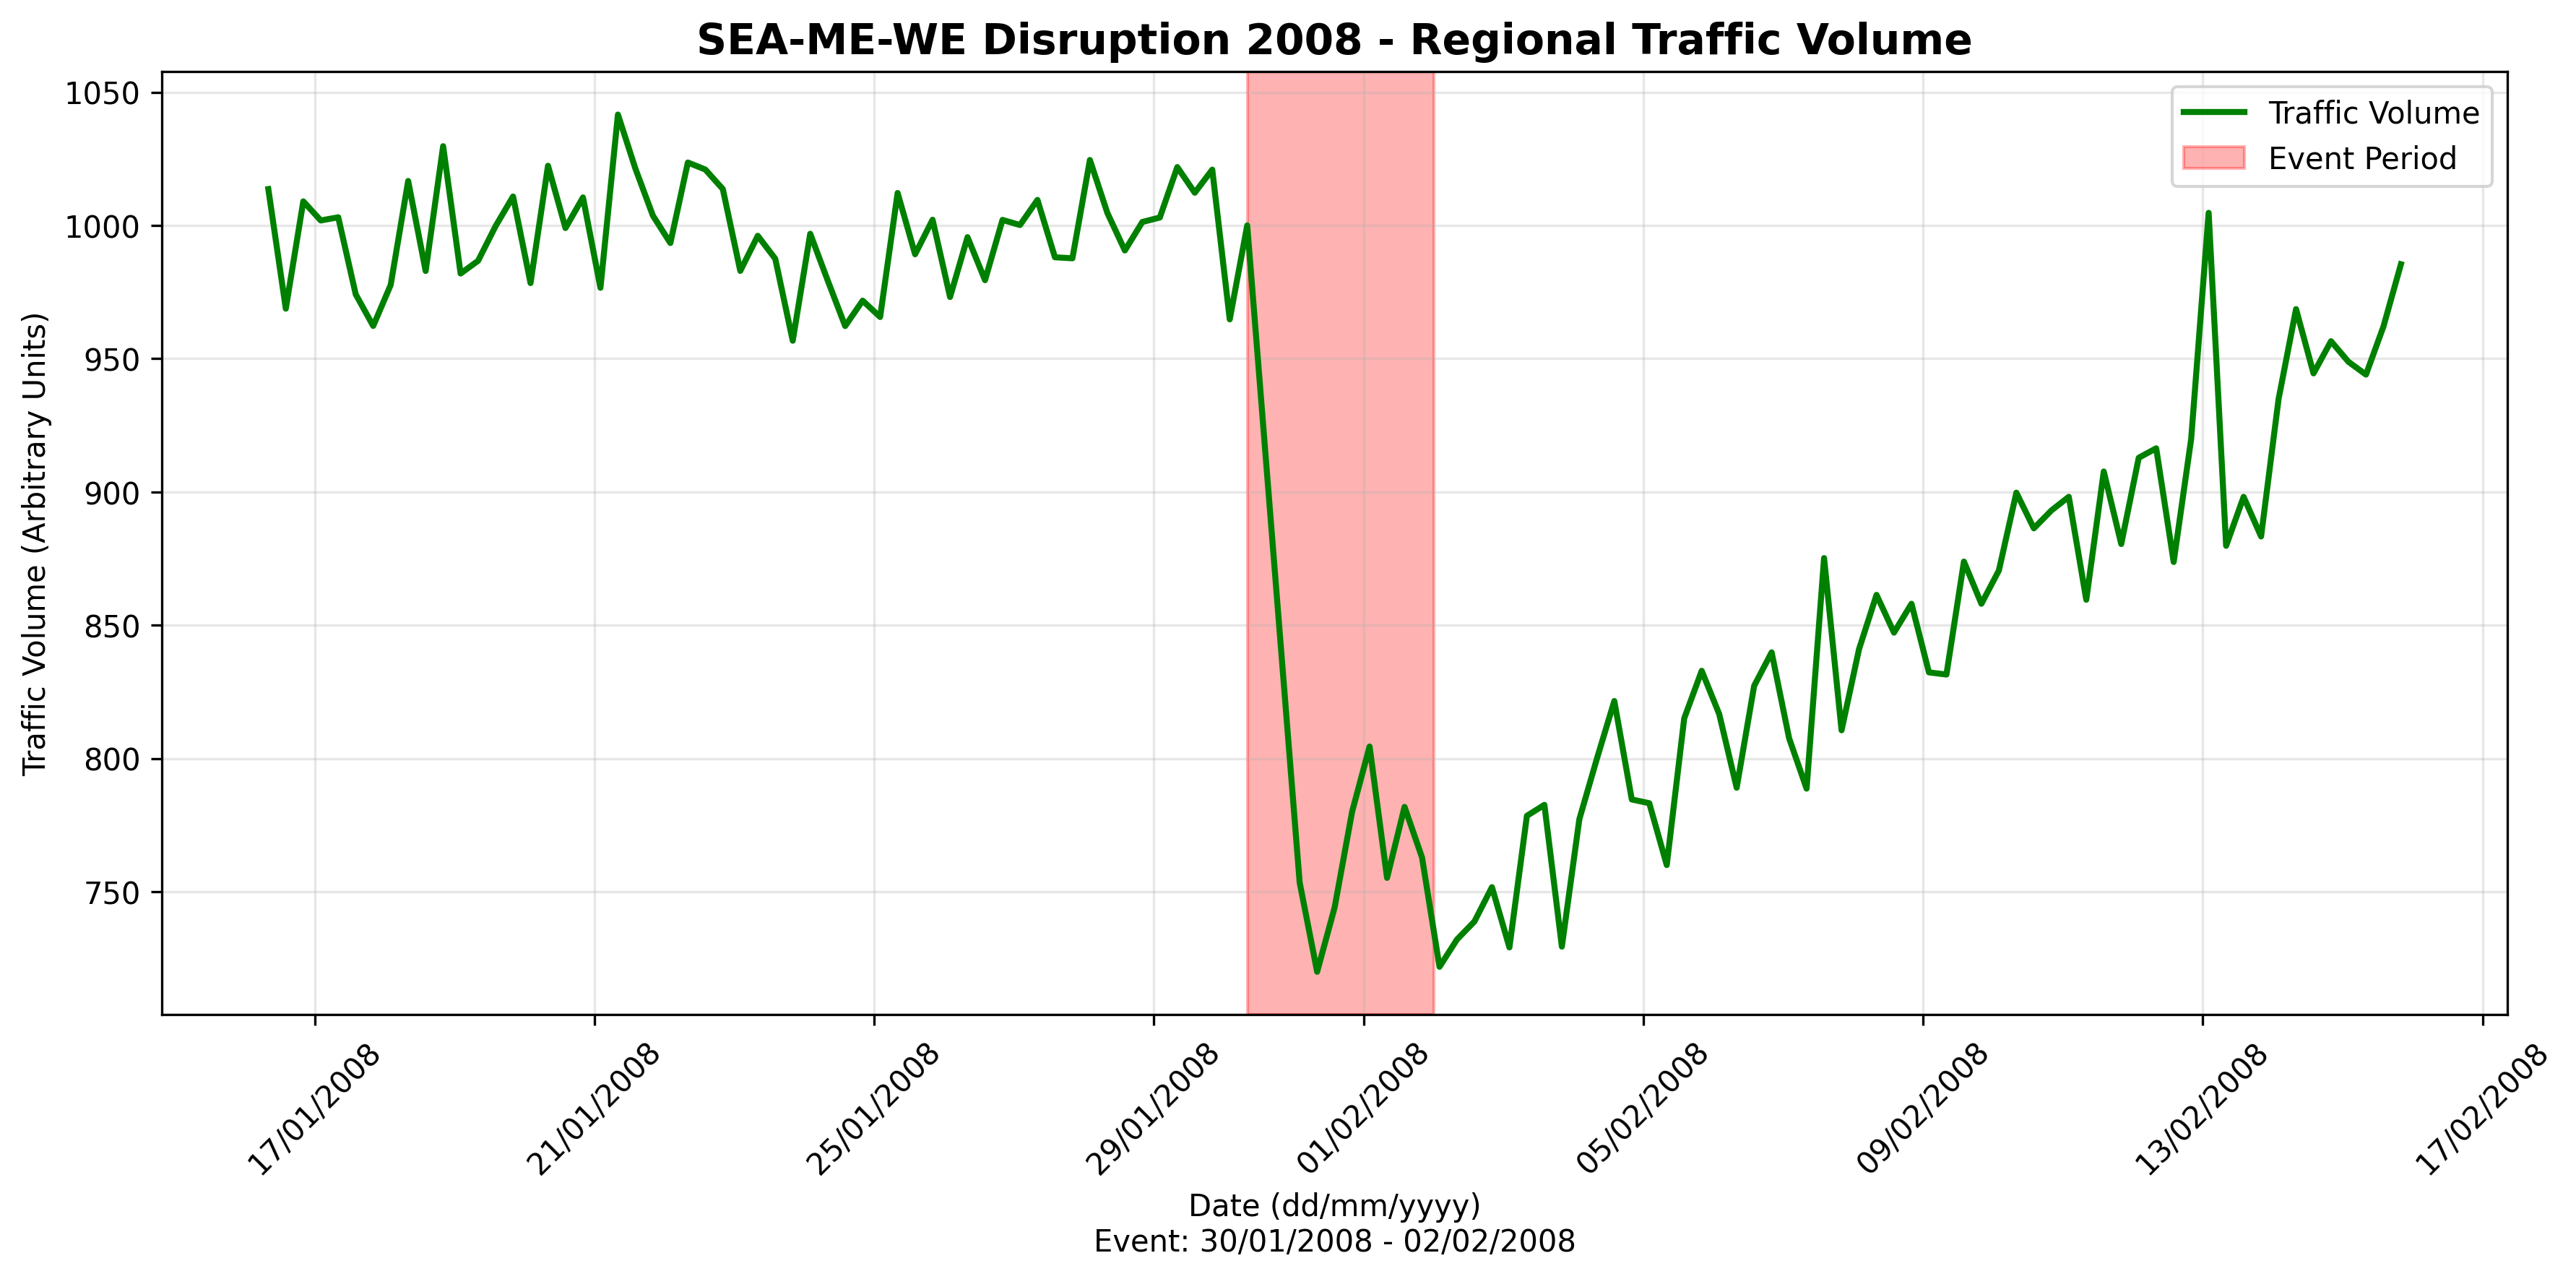 SEA-ME-WE Disruption 2008 - Regional Traffic Volume
Traffic Volume (Arbitrary Units)
1050
1000
950
900
850
800
750
Traffic Volume
Event Period
17/01/2008
21/01/2008
25/01/2008
29/01/2008
01/02/2008
05/02/2008
09/02/2008
13/02/2008
17/02/2008
Date (dd/mm/yyyy)
Event: 30/01/2008 - 02/02/2008